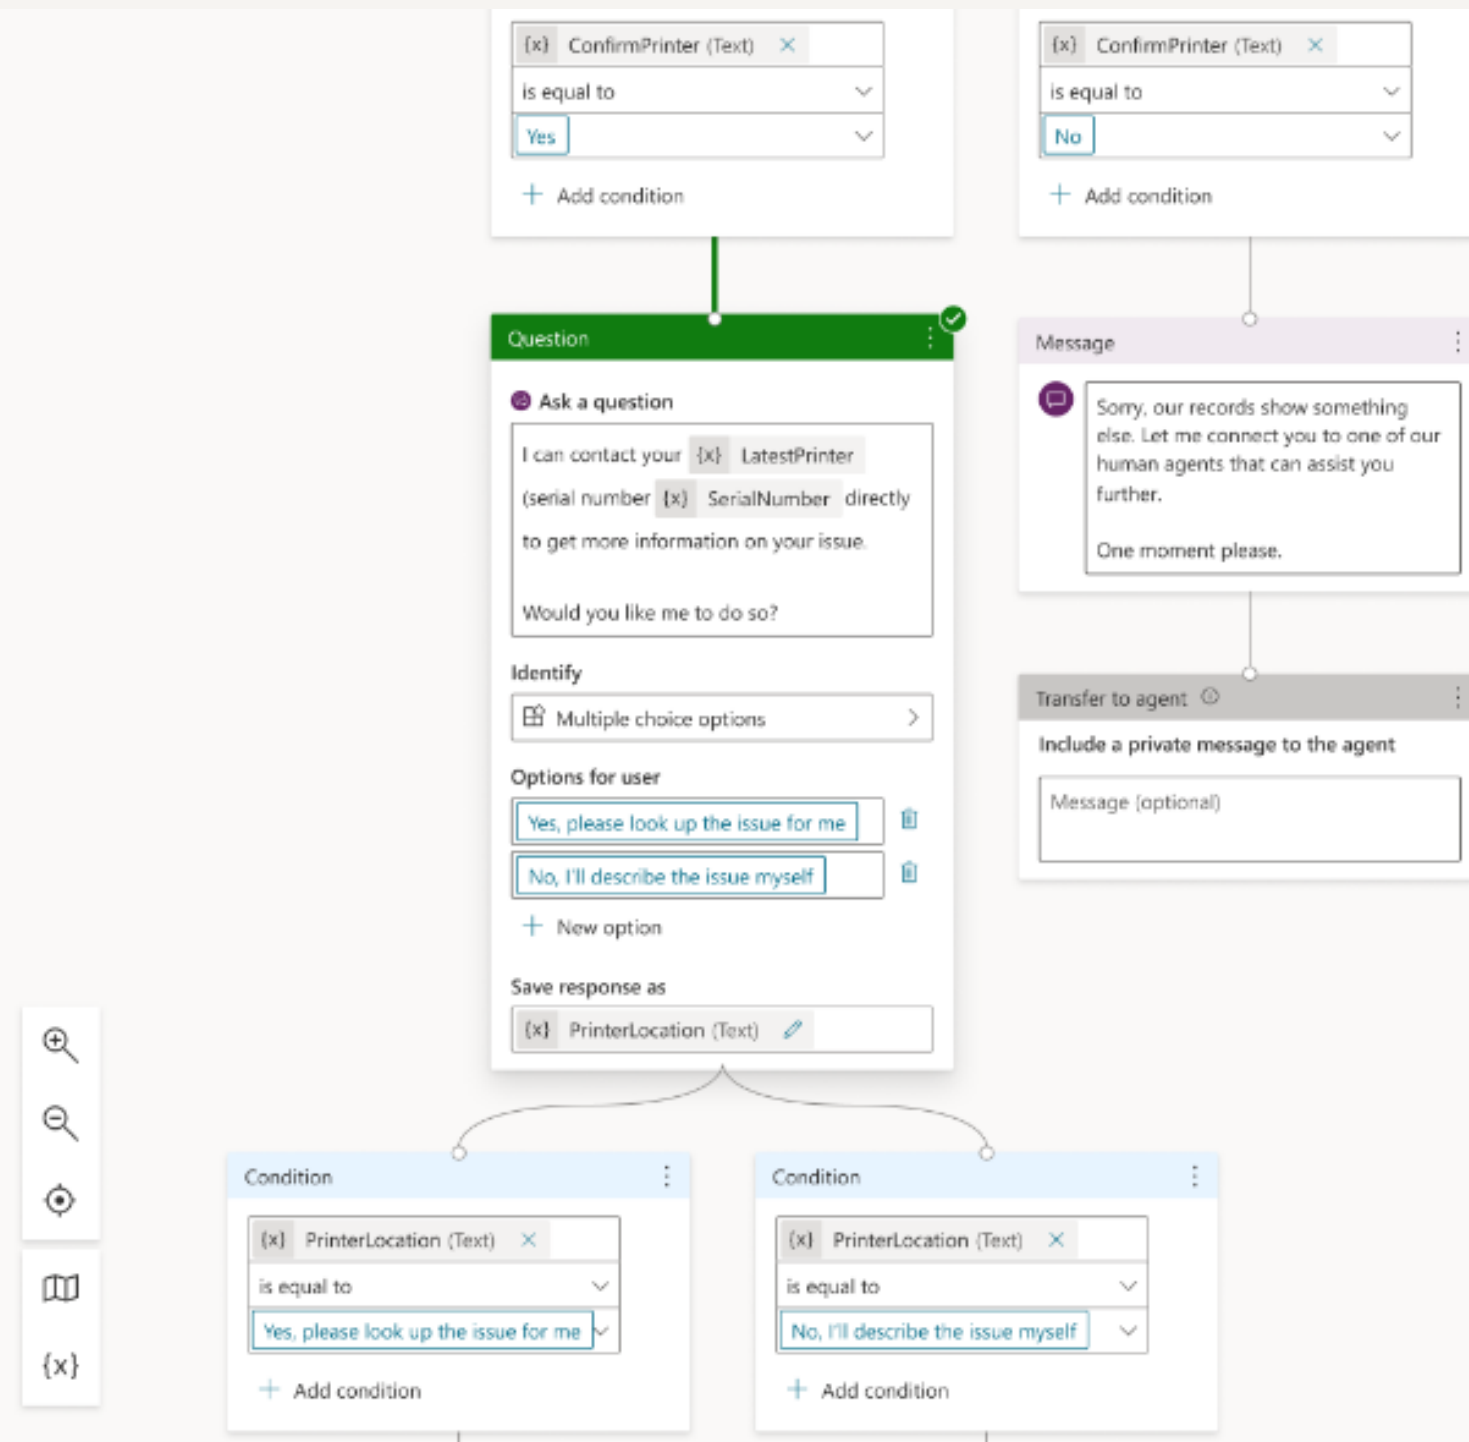 {x} ConfirmPrinter (Text)
is equal to
Yes
Add condition
{x} ConfirmPrinter (Text)
is equal to
No
Add condition
Question
Ask a question
I can contact your {x} LatestPrinter
(serial number {x} SerialNumber directly
to get more information on your issue.
Would you like me to do so?
Identify
Multiple choice options
Options for user
Yes, please look up the issue for me
No, I'll describe the issue myself
New option
Save response as
{x} PrinterLocation (Text)
Message
Sorry, our records show something
else. Let me connect you to one of our
human agents that can assist you
further.
One moment please.
Transfer to agent
Include a private message to the agent
Message (optional)
Condition
{x} PrinterLocation (Text)
is equal to
Yes, please look up the issue for me
Add condition
Condition
{x} PrinterLocation (Text)
is equal to
No, I'll describe the issue myself
Add condition
{x}